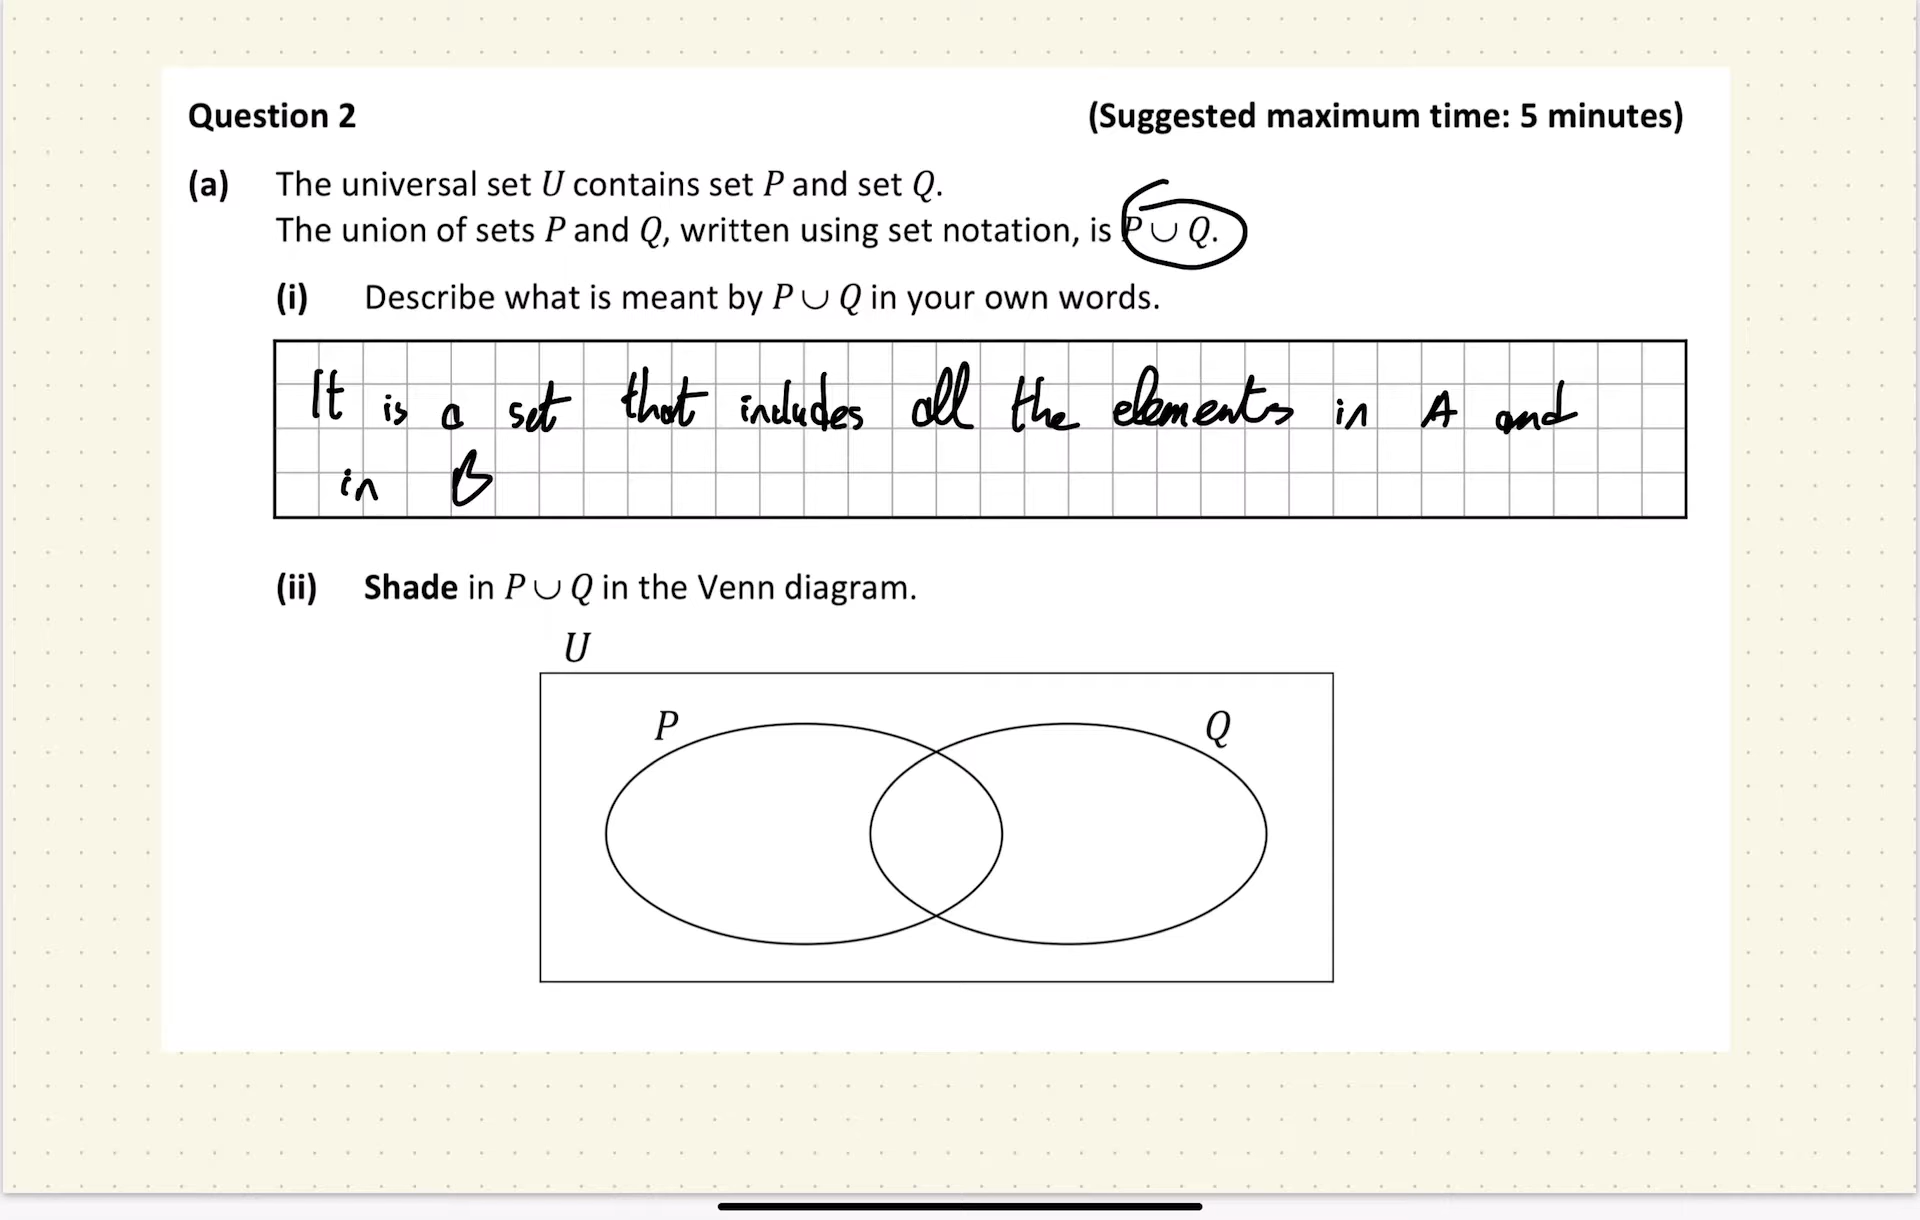 Question 2 (Suggested maximum time: 5 minutes)
(a) The universal set U contains set P and set Q.
The union of sets P and Q, written using set notation, is P ∪ Q.
(i) Describe what is meant by P ∪ Q in your own words.
It is a set that includes all the elements in A and
in B
(ii) Shade in P ∪ Q in the Venn diagram.
U
P Q